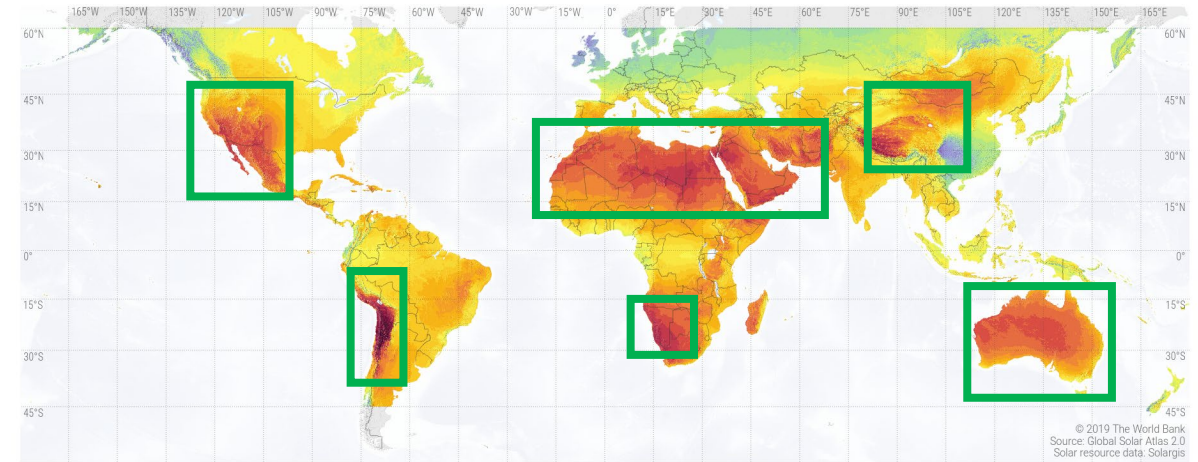 165°W 150°W 135°W 120°W 105°W 90°W 75°W 60°W 45°W 30°W 15°W 0° 15°E 30°E 45°E 60°E 75°E 90°E 105°E 120°E 135°E 150°E 165°E
60°N 60°N
45°N 45°N
30°N 30°N
15°N 15°N
0° 0°
15°S 15°S
30°S 30°S
45°S 45°S
© 2019 The World Bank
Source: Global Solar Atlas 2.0
Solar resource data: Solargis